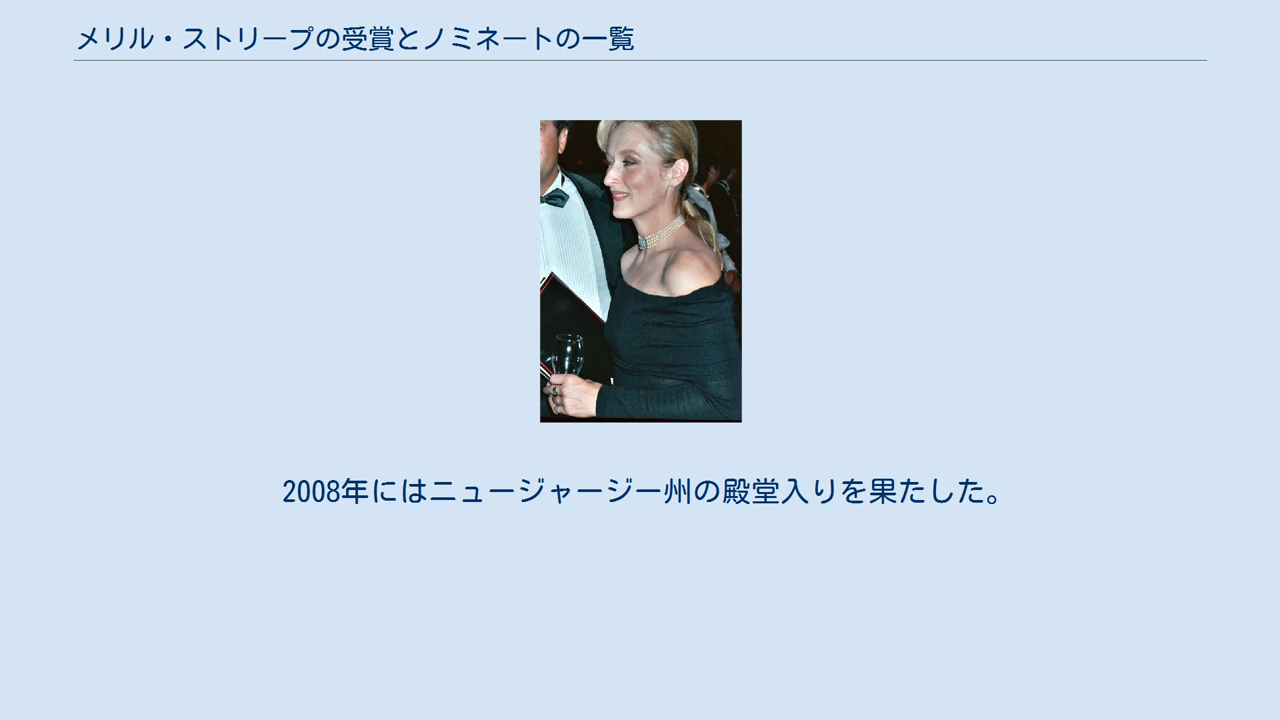 メリル・ストリープの受賞とノミネートの一覧
2008年にはニュージャージー州の殿堂入りを果たした。